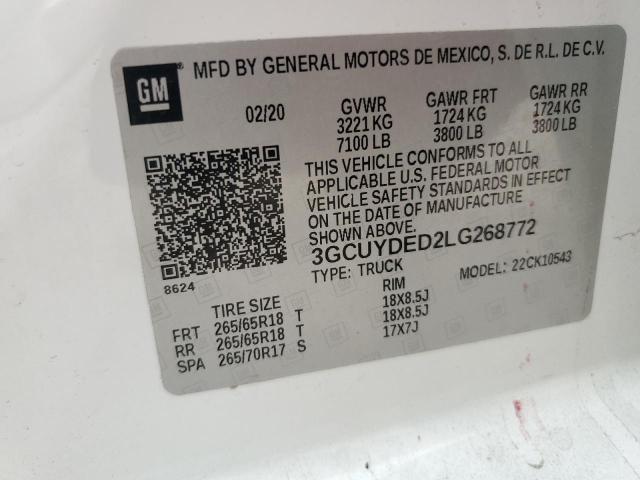 GM
MFD BY GENERAL MOTORS DE MEXICO, S. DE R.L. DE C.V.
02/20 GVWR GAWR FRT GAWR RR
3221 KG 1724 KG 1724 KG
7100 LB 3800 LB 3800 LB
THIS VEHICLE CONFORMS TO ALL
APPLICABLE U.S. FEDERAL MOTOR
VEHICLE SAFETY STANDARDS IN EFFECT
ON THE DATE OF MANUFACTURE
SHOWN ABOVE.
3GCUYDED2LG268772
TYPE: TRUCK MODEL: 22CK10543
8624
TIRE SIZE RIM
FRT 265/65R18 T 18X8.5J
RR 265/65R18 T 18X8.5J
SPA 265/70R17 S 17X7J